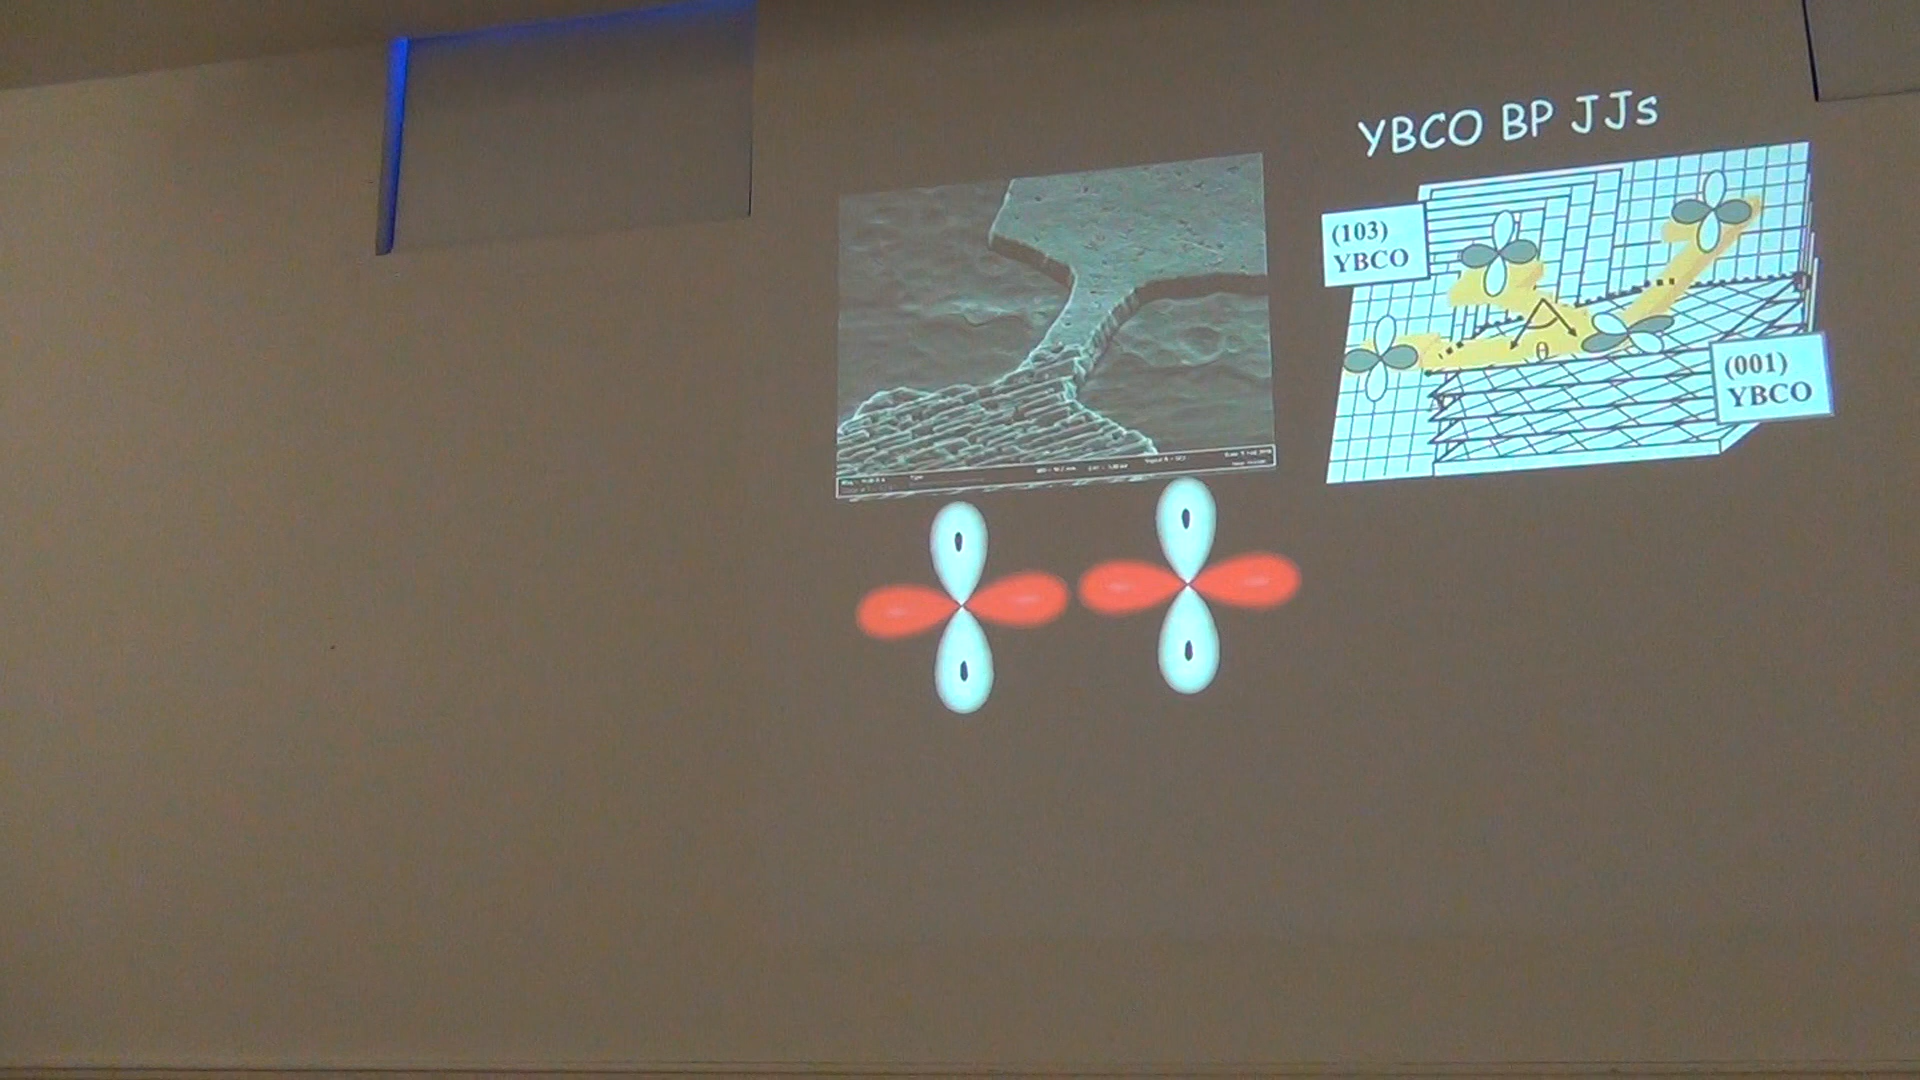 YBCO BP JJs
(103)
YBCO
θ
(001)
YBCO